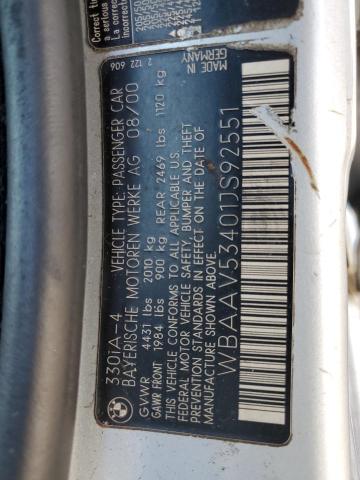 MADE IN
GERMANY
2 122 606
330iA-4 VEHICLE TYPE: PASSENGER CAR
BAYERISCHE MOTOREN WERKE AG 08/00
GVWR 4431 lbs 2010 kg
GAWR FRONT 1984 lbs 900 kg REAR 2469 lbs 1120 kg
THIS VEHICLE CONFORMS TO ALL APPLICABLE U.S.
FEDERAL MOTOR VEHICLE SAFETY, BUMPER AND THEFT
PREVENTION STANDARDS IN EFFECT ON THE DATE OF
MANUFACTURE SHOWN ABOVE.
WBAAV53401JS92551